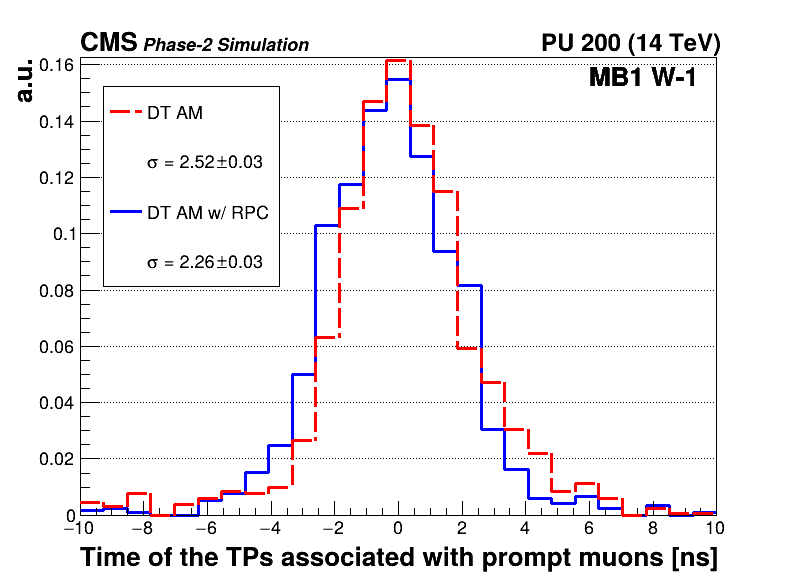 CMS Phase-2 Simulation PU 200 (14 TeV)
a.u.
MB1 W-1
DT AM
σ = 2.52±0.03
DT AM w/ RPC
σ = 2.26±0.03
0.16
0.14
0.12
0.1
0.08
0.06
0.04
0.02
0
−10 −8 −6 −4 −2 0 2 4 6 8 10
Time of the TPs associated with prompt muons [ns]